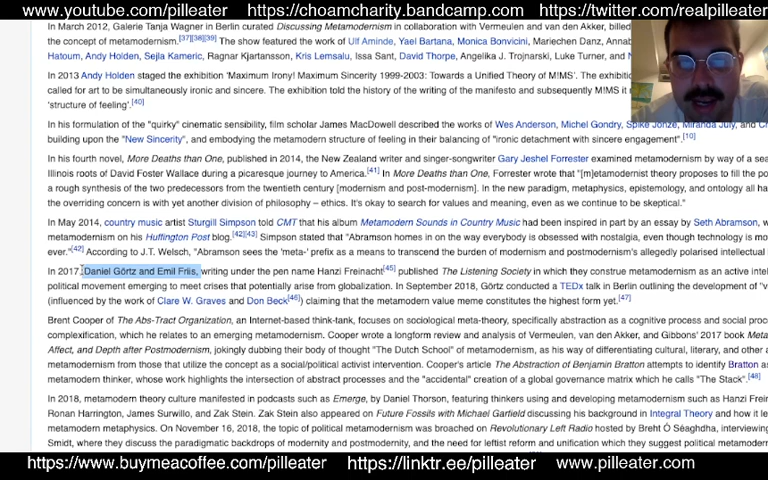 www.youtube.com/pilleater https://choamcharity.bandcamp.com https://twitter.com/realpilleater
In March 2012, Galerie Tanja Wagner in Berlin curated Discussing Metamodernism in collaboration with Vermeulen and van den Akker, billed
the concept of metamodernism.[37][38][39] The show featured the work of Ulf Aminde, Yael Bartana, Monica Bonvicini, Mariechen Danz, Annab
Hatoum, Andy Holden, Sejla Kameric, Ragnar Kjartansson, Kris Lemsalu, Issa Sant, David Thorpe, Angelika J. Trojnarski, Luke Turner, and N
In 2013 Andy Holden staged the exhibition 'Maximum Irony! Maximum Sincerity 1999-2003: Towards a Unified Theory of M!MS'. The exhibitio
called for art to be simultaneously ironic and sincere. The exhibition told the history of the writing of the manifesto and subsequently M!MS it
'structure of feeling'.[40]
In his formulation of the "quirky" cinematic sensibility, film scholar James MacDowell described the works of Wes Anderson, Michel Gondry, Spike Jonze, Miranda July, and C
building upon the "New Sincerity", and embodying the metamodern structure of feeling in their balancing of "ironic detachment with sincere engagement".[10]
In his fourth novel, More Deaths than One, published in 2014, the New Zealand writer and singer-songwriter Gary Jeshel Forrester examined metamodernism by way of a sea
Illinois roots of David Foster Wallace during a picaresque journey to America.[41] In More Deaths than One, Forrester wrote that "[m]etamodernist theory proposes to fill the po
a rough synthesis of the two predecessors from the twentieth century [modernism and post-modernism]. In the new paradigm, metaphysics, epistemology, and ontology all ha
the overriding concern is with yet another division of philosophy – ethics. It's okay to search for values and meaning, even as we continue to be skeptical."
In May 2014, country music artist Sturgill Simpson told CMT that his album Metamodern Sounds in Country Music had been inspired in part by an essay by Seth Abramson, w
metamodernism on his Huffington Post blog.[42][43] Simpson stated that "Abramson homes in on the way everybody is obsessed with nostalgia, even though technology is mo
ever."[42] According to J.T. Welsch, "Abramson sees the 'meta-' prefix as a means to transcend the burden of modernism and postmodernism's allegedly polarised intellectual
In 2017, Daniel Görtz and Emil Friis, writing under the pen name Hanzi Freinacht[45] published The Listening Society in which they construe metamodernism as an active inte
political movement emerging to meet crises that potentially arise from globalization. In September 2018, Görtz conducted a TEDx talk in Berlin outlining the development of "v
(influenced by the work of Clare W. Graves and Don Beck[46]) claiming that the metamodern value meme constitutes the highest form yet.[47]
Brent Cooper of The Abs-Tract Organization, an Internet-based think-tank, focuses on sociological meta-theory, specifically abstraction as a cognitive process and social proc
complexification, which he relates to an emerging metamodernism. Cooper wrote a longform review and analysis of Vermeulen, van den Akker, and Gibbons' 2017 book Meta
Affect, and Depth after Postmodernism, jokingly dubbing their body of thought "The Dutch School" of metamodernism, as his way of differentiating cultural, literary, and other a
metamodernism from those that utilize the concept as a social/political activist intervention. Cooper's article The Abstraction of Benjamin Bratton attempts to identify Bratton as
metamodern thinker, whose work highlights the intersection of abstract processes and the "accidental" creation of a global governance matrix which he calls "The Stack".[48]
In 2018, metamodern theory culture manifested in podcasts such as Emerge, by Daniel Thorson, featuring thinkers using and developing metamodernism such as Hanzi Frei
Ronan Harrington, James Surwillo, and Zak Stein. Zak Stein also appeared on Future Fossils with Michael Garfield discussing his background in Integral Theory and how it le
metamodern metaphysics. On November 16, 2018, the topic of political metamodernism was broached on Revolutionary Left Radio hosted by Breht Ó Séaghdha, interviewing
Smidt, where they discuss the paradigmatic backdrops of modernity and postmodernity, and the need for leftist reform and unification which they suggest political metamodern
https://www.buymeacoffee.com/pilleater https://linktr.ee/pilleater www.pilleater.com